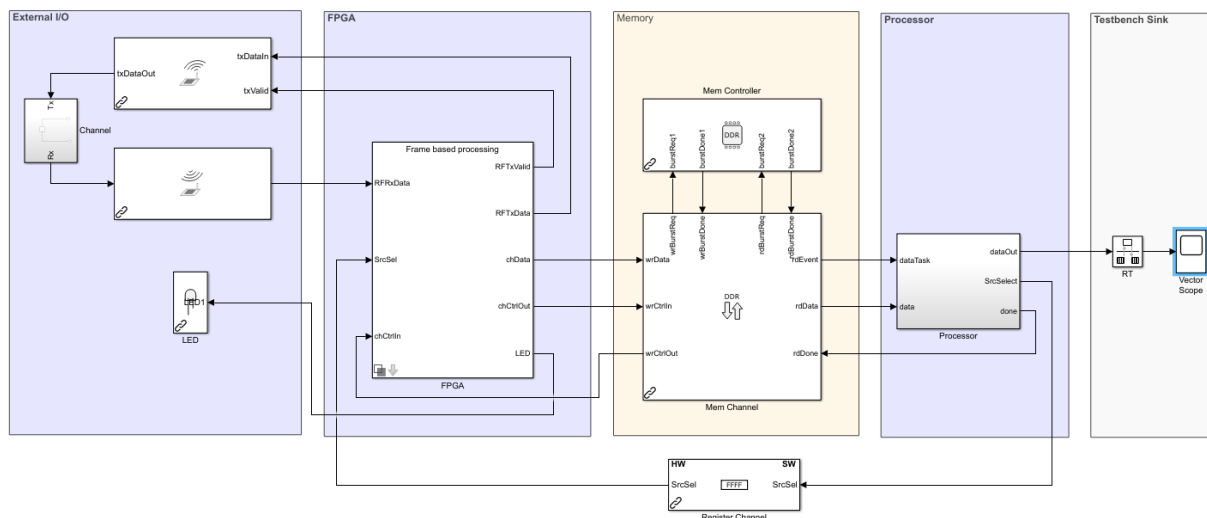 External I/O
FPGA
Memory
Processor
Testbench Sink
txDataOut
txDataIn
txValid
Tx
Channel
Rx
Frame based processing
RFRxData
SrcSel
chCtrlIn
RFTxValid
RFTxData
chData
chCtrlOut
LED
FPGA
LED1
LED
Mem Controller
DDR
burstReq1
burstDone1
burstReq2
burstDone2
wrBurstReq
wrBurstDone
rdBurstReq
rdBurstDone
wrData
wrCtrlIn
wrCtrlOut
DDR
rdEvent
rdData
rdDone
Mem Channel
dataTask
data
dataOut
SrcSelect
done
Processor
RT
Vector
Scope
HW
SW
SrcSel
FFFF
SrcSel
Register Channel